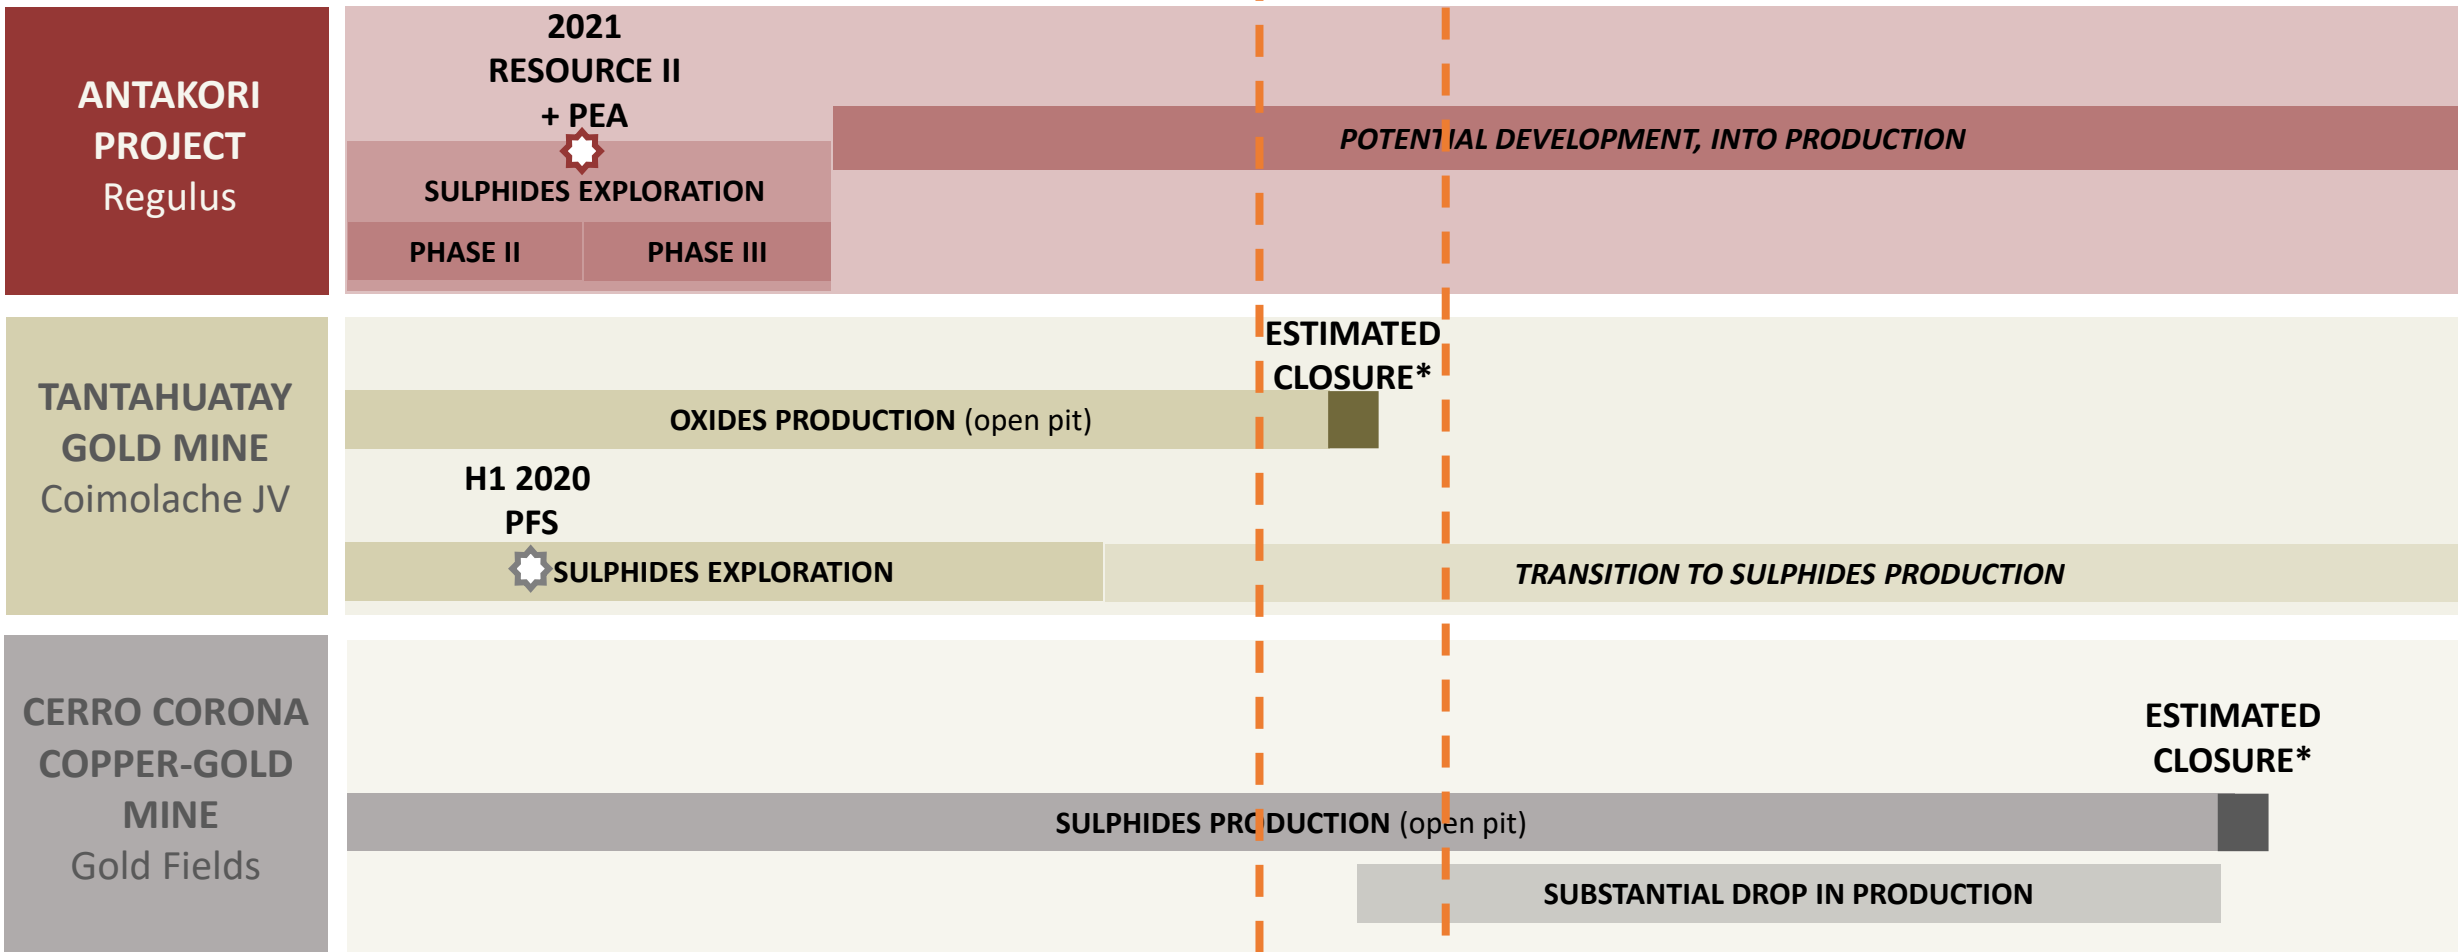 ANTAKORI
PROJECT
Regulus
2021
RESOURCE II
+ PEA
SULPHIDES EXPLORATION
PHASE II
PHASE III
POTENTIAL DEVELOPMENT, INTO PRODUCTION
TANTAHUATAY
GOLD MINE
Coimolache JV
ESTIMATED
CLOSURE*
OXIDES PRODUCTION (open pit)
H1 2020
PFS
SULPHIDES EXPLORATION
TRANSITION TO SULPHIDES PRODUCTION
CERRO CORONA
COPPER-GOLD
MINE
Gold Fields
ESTIMATED
CLOSURE*
SULPHIDES PRODUCTION (open pit)
SUBSTANTIAL DROP IN PRODUCTION